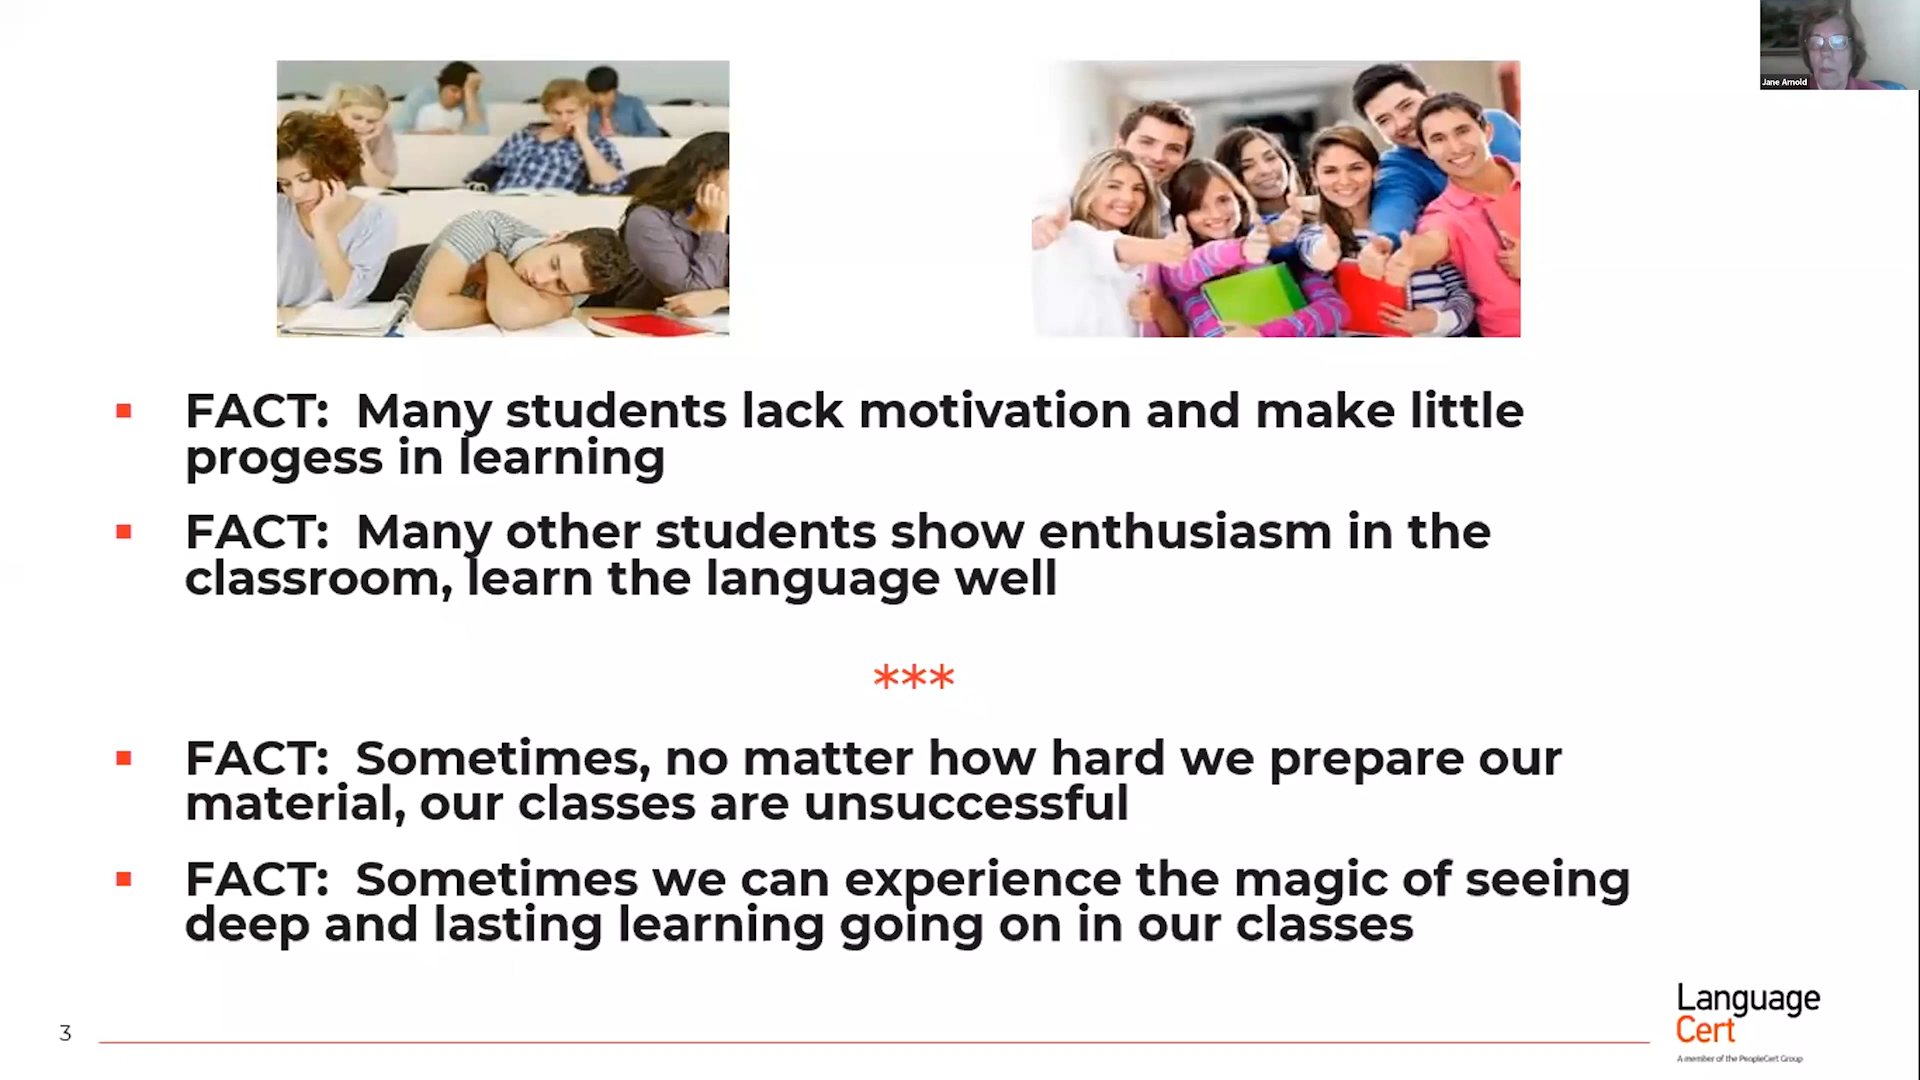 Jane Arnold
FACT: Many students lack motivation and make little
progess in learning
FACT: Many other students show enthusiasm in the
classroom, learn the language well
***
FACT: Sometimes, no matter how hard we prepare our
material, our classes are unsuccessful
FACT: Sometimes we can experience the magic of seeing
deep and lasting learning going on in our classes
3
Language
Cert
A member of the PeopleCert Group